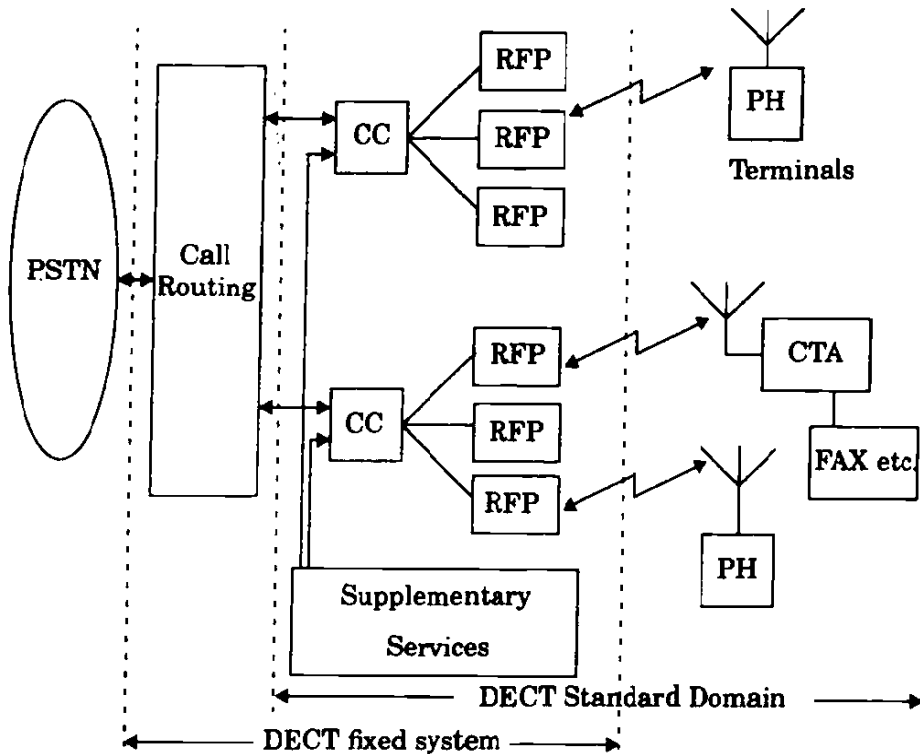 RFP
CC
RFP
PH
RFP
Terminals
PSTN
Call
Routing
RFP
CTA
CC
RFP
FAX etc.
RFP
PH
Supplementary
Services
DECT Standard Domain
DECT fixed system